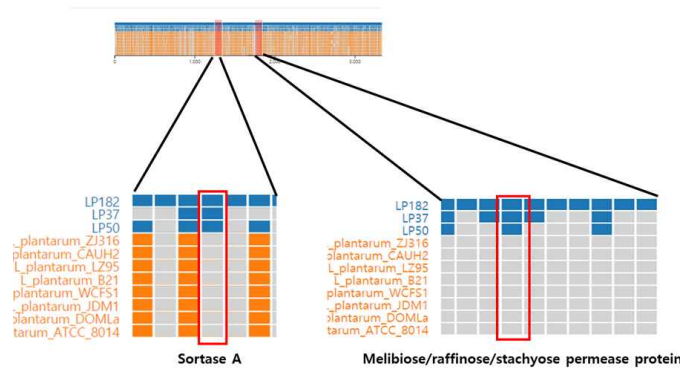 0
1.000
2.000
3.000
LP182
LP37
LP50
_plantarum_ZJ316
plantarum_CAUH2
L_plantarum_LZ95
L_plantarum_B21
plantarum_WCFS1
_plantarum_JDM1
plantarum_DOMLa
ntarum_ATCC_8014
Sortase A
LP182
LP37
LP50
_plantarum_ZJ316
plantarum_CAUH2
L_plantarum_LZ95
L_plantarum_B21
plantarum_WCFS1
_plantarum_JDM1
plantarum_DOMLa
tarum_ATCC_8014
Melibiose/raffinose/stachyose permease protein